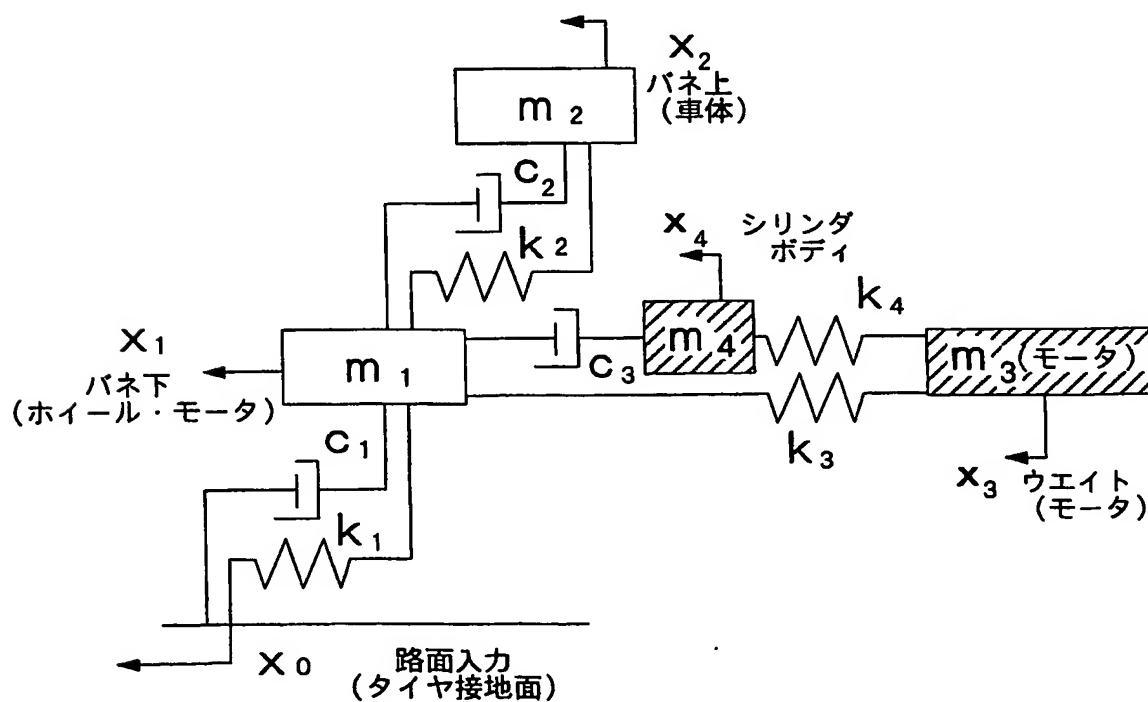 x₂
バネ上
(車体)
m₂
c₂
k₂
x₄
シリンダ
ボディ
k₄
x₁
バネ下
(ホイール・モータ)
m₁
c₃
m₄
m₃(モータ)
k₃
c₁
x₃
ウエイト
(モータ)
k₁
x₀
路面入力
(タイヤ接地面)